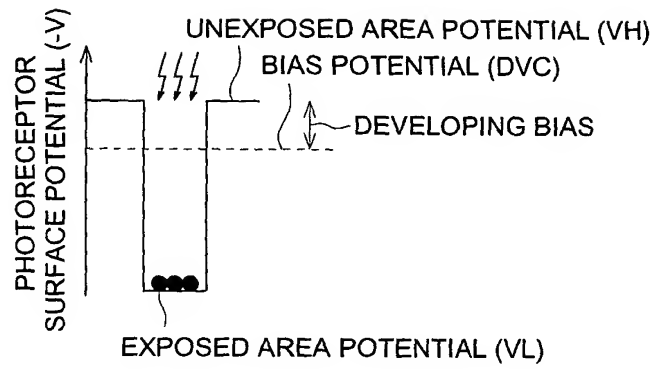 UNEXPOSED AREA POTENTIAL (VH)
BIAS POTENTIAL (DVC)
DEVELOPING BIAS
PHOTORECEPTOR
SURFACE POTENTIAL (-V)
EXPOSED AREA POTENTIAL (VL)